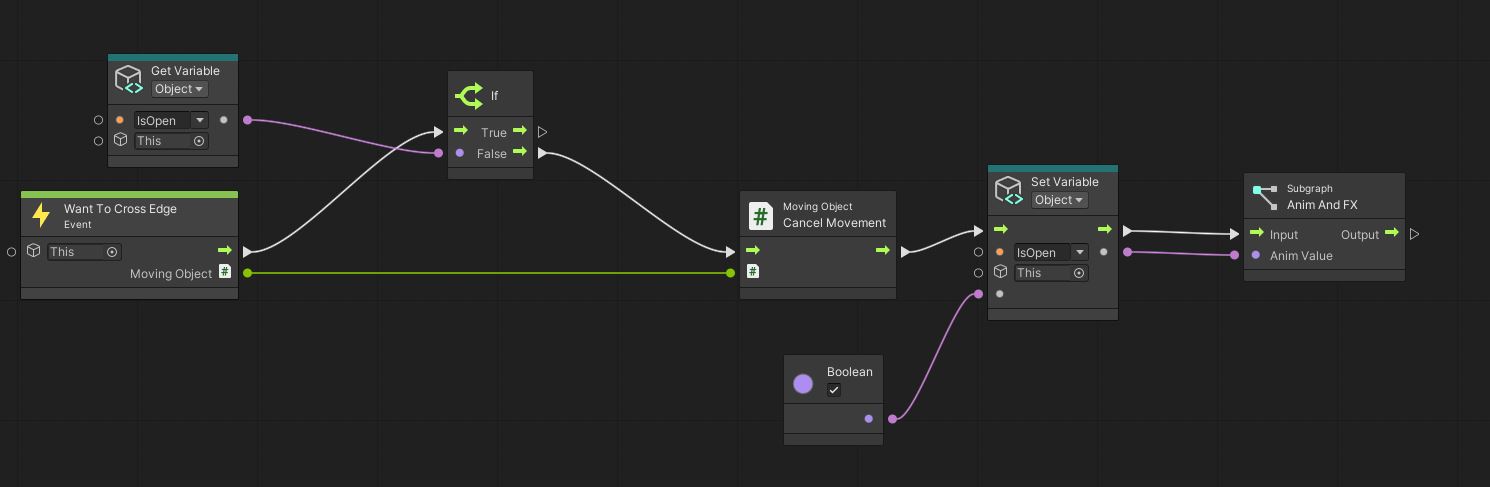 Get Variable
Object
IsOpen
This
If
True
False
Want To Cross Edge
Event
This
Moving Object
Moving Object
Cancel Movement
Set Variable
Object
IsOpen
This
Subgraph
Anim And FX
Input Output
Anim Value
Boolean